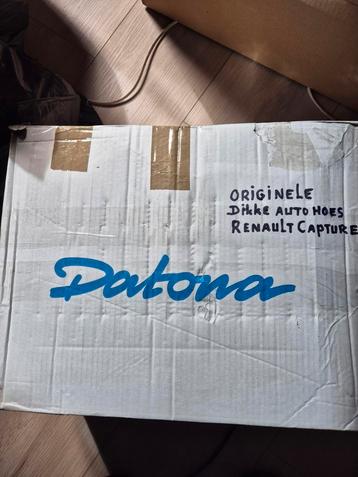 ORIGINELE
Dikke AUTO HOES
RENAULT CAPTURE
Datona